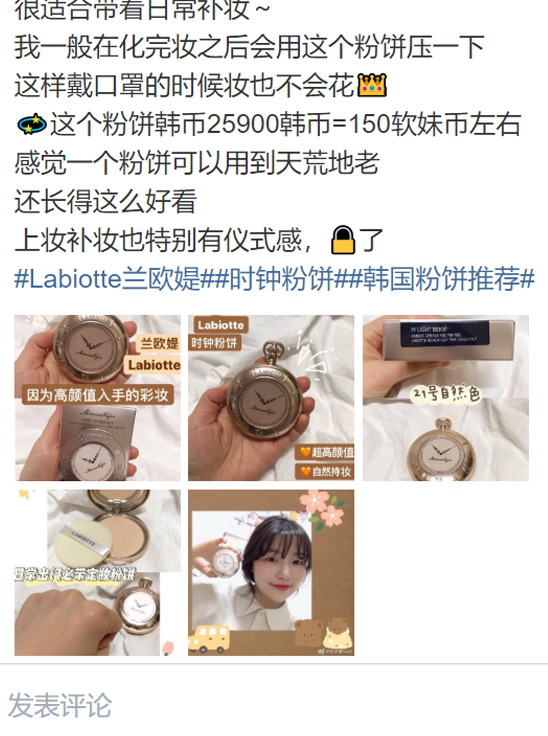 很适合带着日常补妆～
我一般在化完妆之后会用这个粉饼压一下
这样戴口罩的时候妆也不会花👑
💫这个粉饼韩币25900韩币=150软妹币左右
感觉一个粉饼可以用到天荒地老
还长得这么好看
上妆补妆也特别有仪式感，🔒了
#Labiotte兰欧媞##时钟粉饼##韩国粉饼推荐#
兰欧媞
Labiotte
因为高颜值入手的彩妆
Labiotte
时钟粉饼
🧡超高颜值
🧡自然持妆
21号自然色
LABIOTTE
日常出门必带定妆粉饼
发表评论